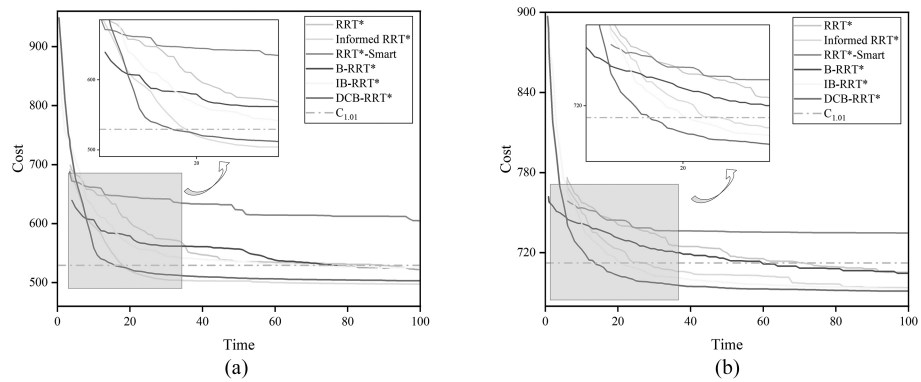 RRT*
Informed RRT*
RRT*-Smart
B-RRT*
IB-RRT*
DCB-RRT*
C1.01
900
800
700
600
500
Cost
600
500
20
0 20 40 60 80 100
Time
(a)
RRT*
Informed RRT*
RRT*-Smart
B-RRT*
IB-RRT*
DCB-RRT*
C1.01
900
840
780
720
Cost
720
20
0 20 40 60 80 100
Time
(b)